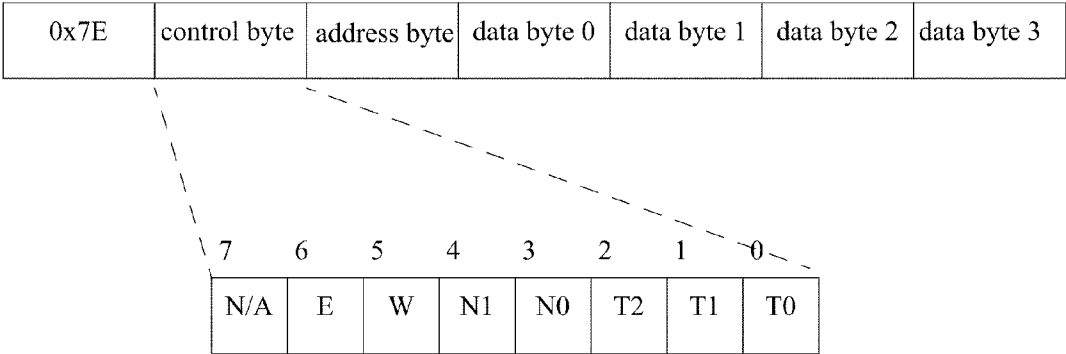 0x7E control byte address byte data byte 0 data byte 1 data byte 2 data byte 3
7 6 5 4 3 2 1 0
N/A E W N1 N0 T2 T1 T0